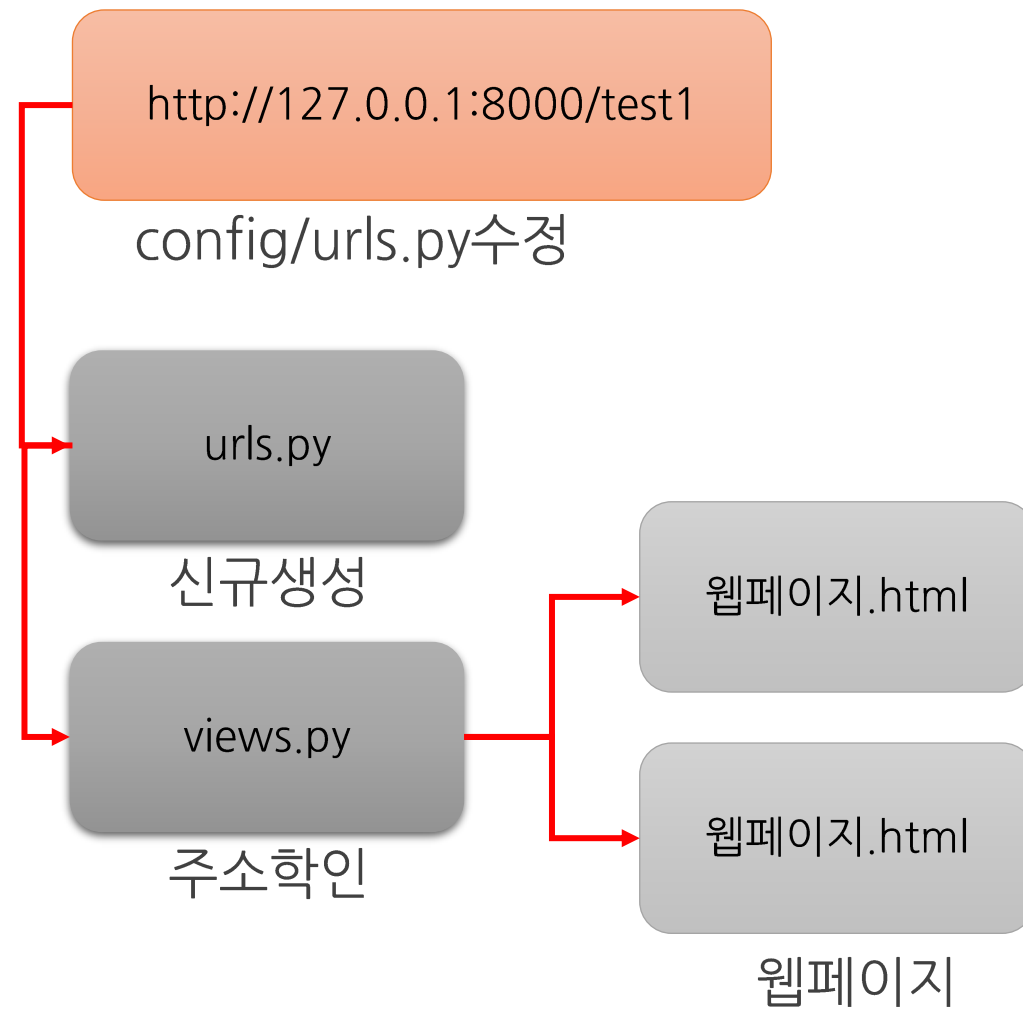 http://127.0.0.1:8000/test1
config/urls.py수정
urls.py
신규생성
웹페이지.html
views.py
웹페이지.html
주소학인
웹페이지